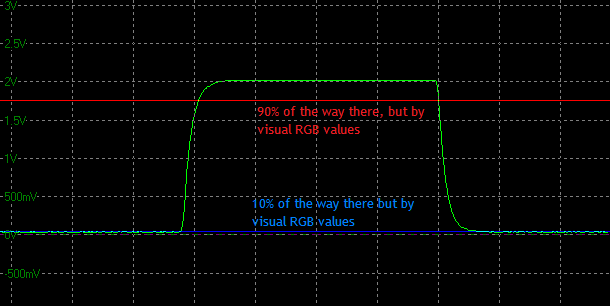 3V
2.5V
2V
90% of the way there, but by
visual RGB values
1.5V
1V
500mV
10% of the way there but by
visual RGB values
0V
-500mV